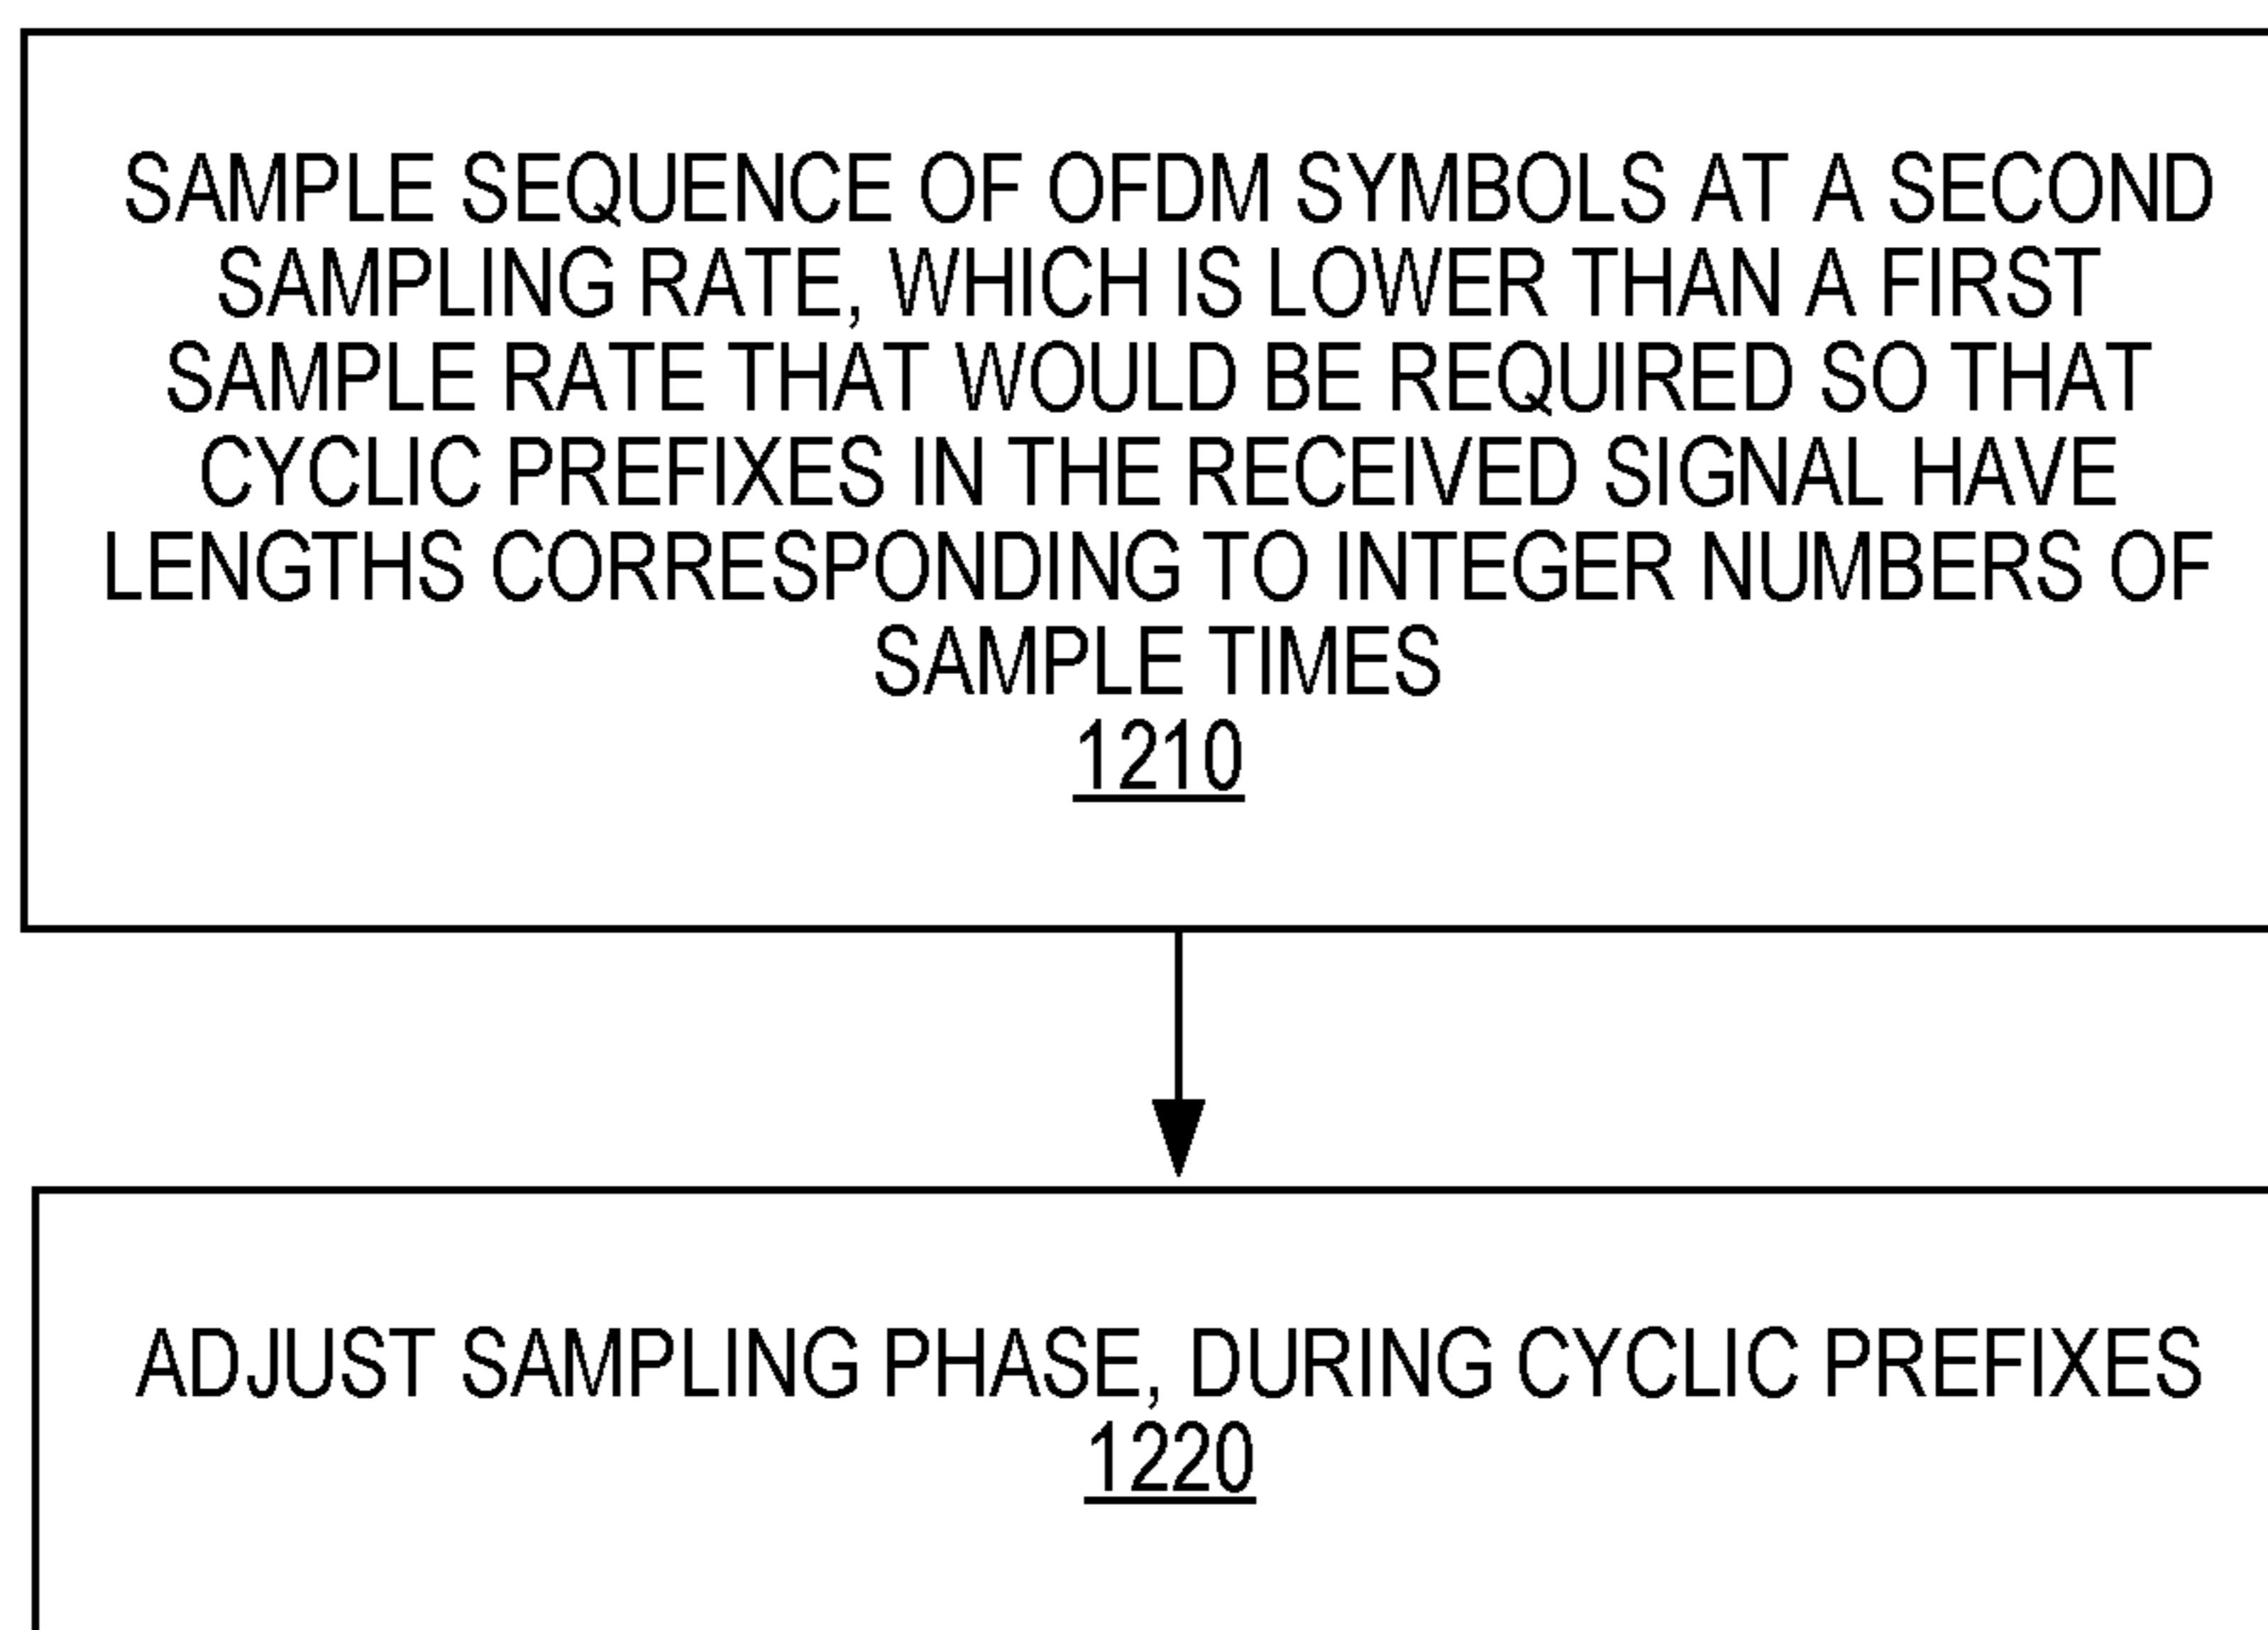 SAMPLE SEQUENCE OF OFDM SYMBOLS AT A SECOND
SAMPLING RATE, WHICH IS LOWER THAN A FIRST
SAMPLE RATE THAT WOULD BE REQUIRED SO THAT
CYCLIC PREFIXES IN THE RECEIVED SIGNAL HAVE
LENGTHS CORRESPONDING TO INTEGER NUMBERS OF
SAMPLE TIMES
1210
ADJUST SAMPLING PHASE, DURING CYCLIC PREFIXES
1220